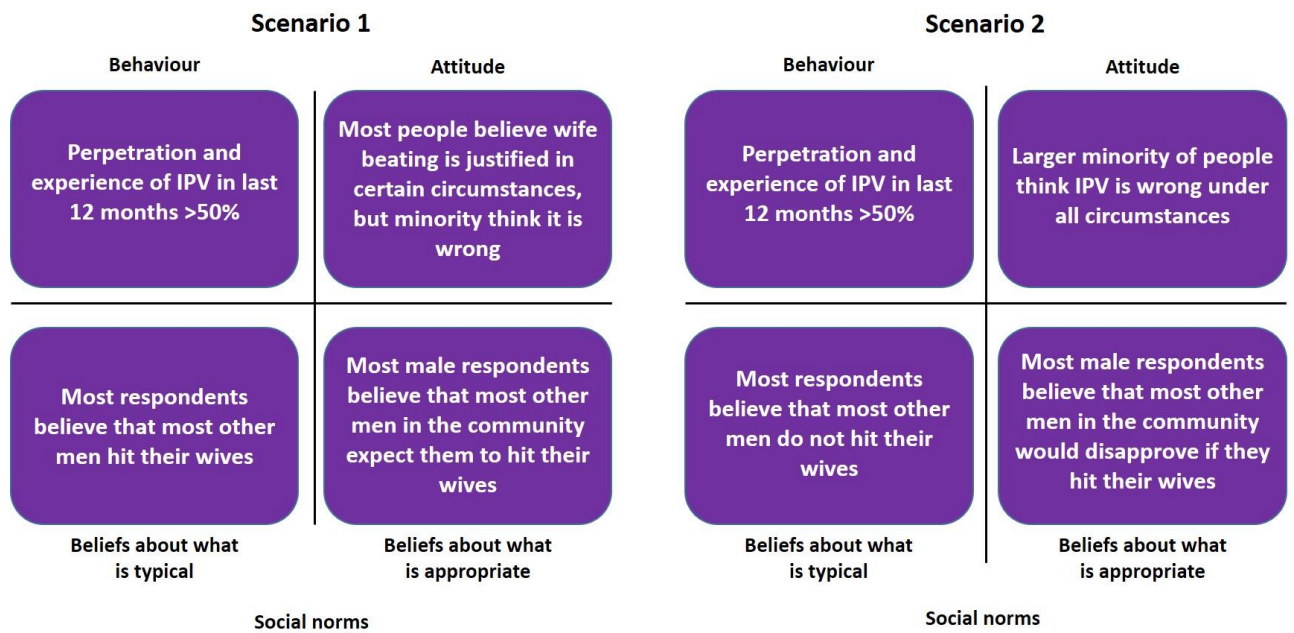 Scenario 1
Behaviour
Attitude
Perpetration and
experience of IPV in last
12 months >50%
Most people believe wife
beating is justified in
certain circumstances,
but minority think it is
wrong
Most respondents
believe that most other
men hit their wives
Most male respondents
believe that most other
men in the community
expect them to hit their
wives
Beliefs about what
is typical
Beliefs about what
is appropriate
Social norms
Scenario 2
Behaviour
Attitude
Perpetration and
experience of IPV in last
12 months >50%
Larger minority of people
think IPV is wrong under
all circumstances
Most respondents
believe that most other
men do not hit their
wives
Most male respondents
believe that most other
men in the community
would disapprove if they
hit their wives
Beliefs about what
is typical
Beliefs about what
is appropriate
Social norms